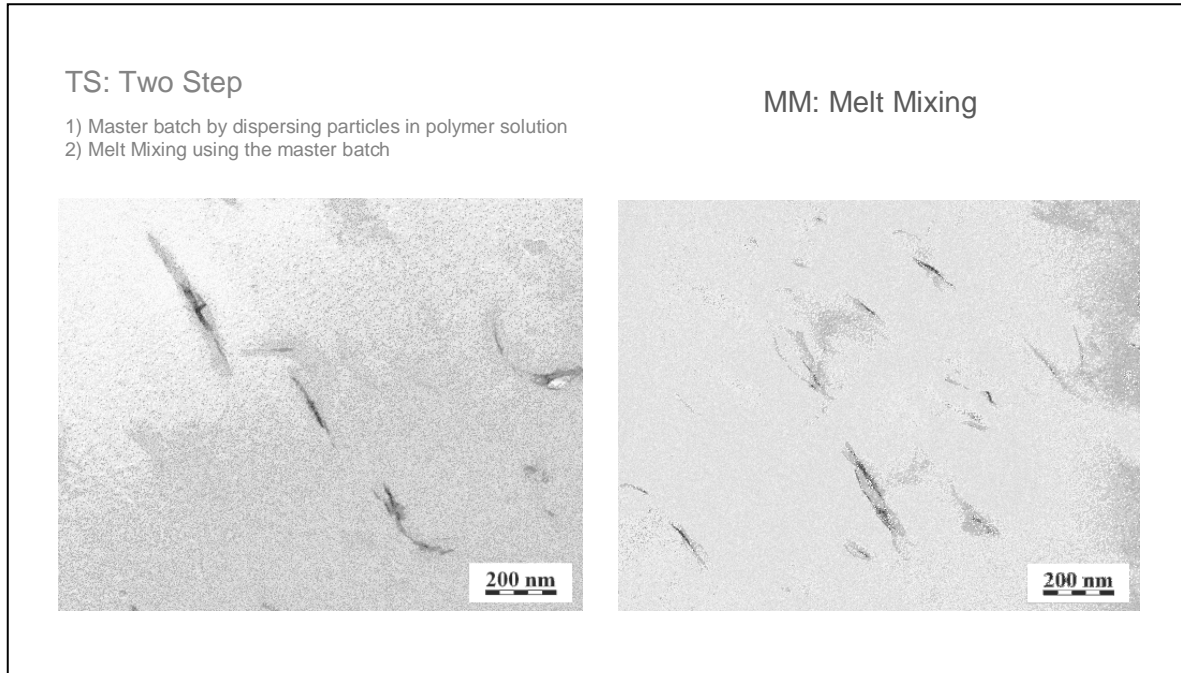 TS: Two Step
1) Master batch by dispersing particles in polymer solution
2) Melt Mixing using the master batch
MM: Melt Mixing
200 nm
200 nm